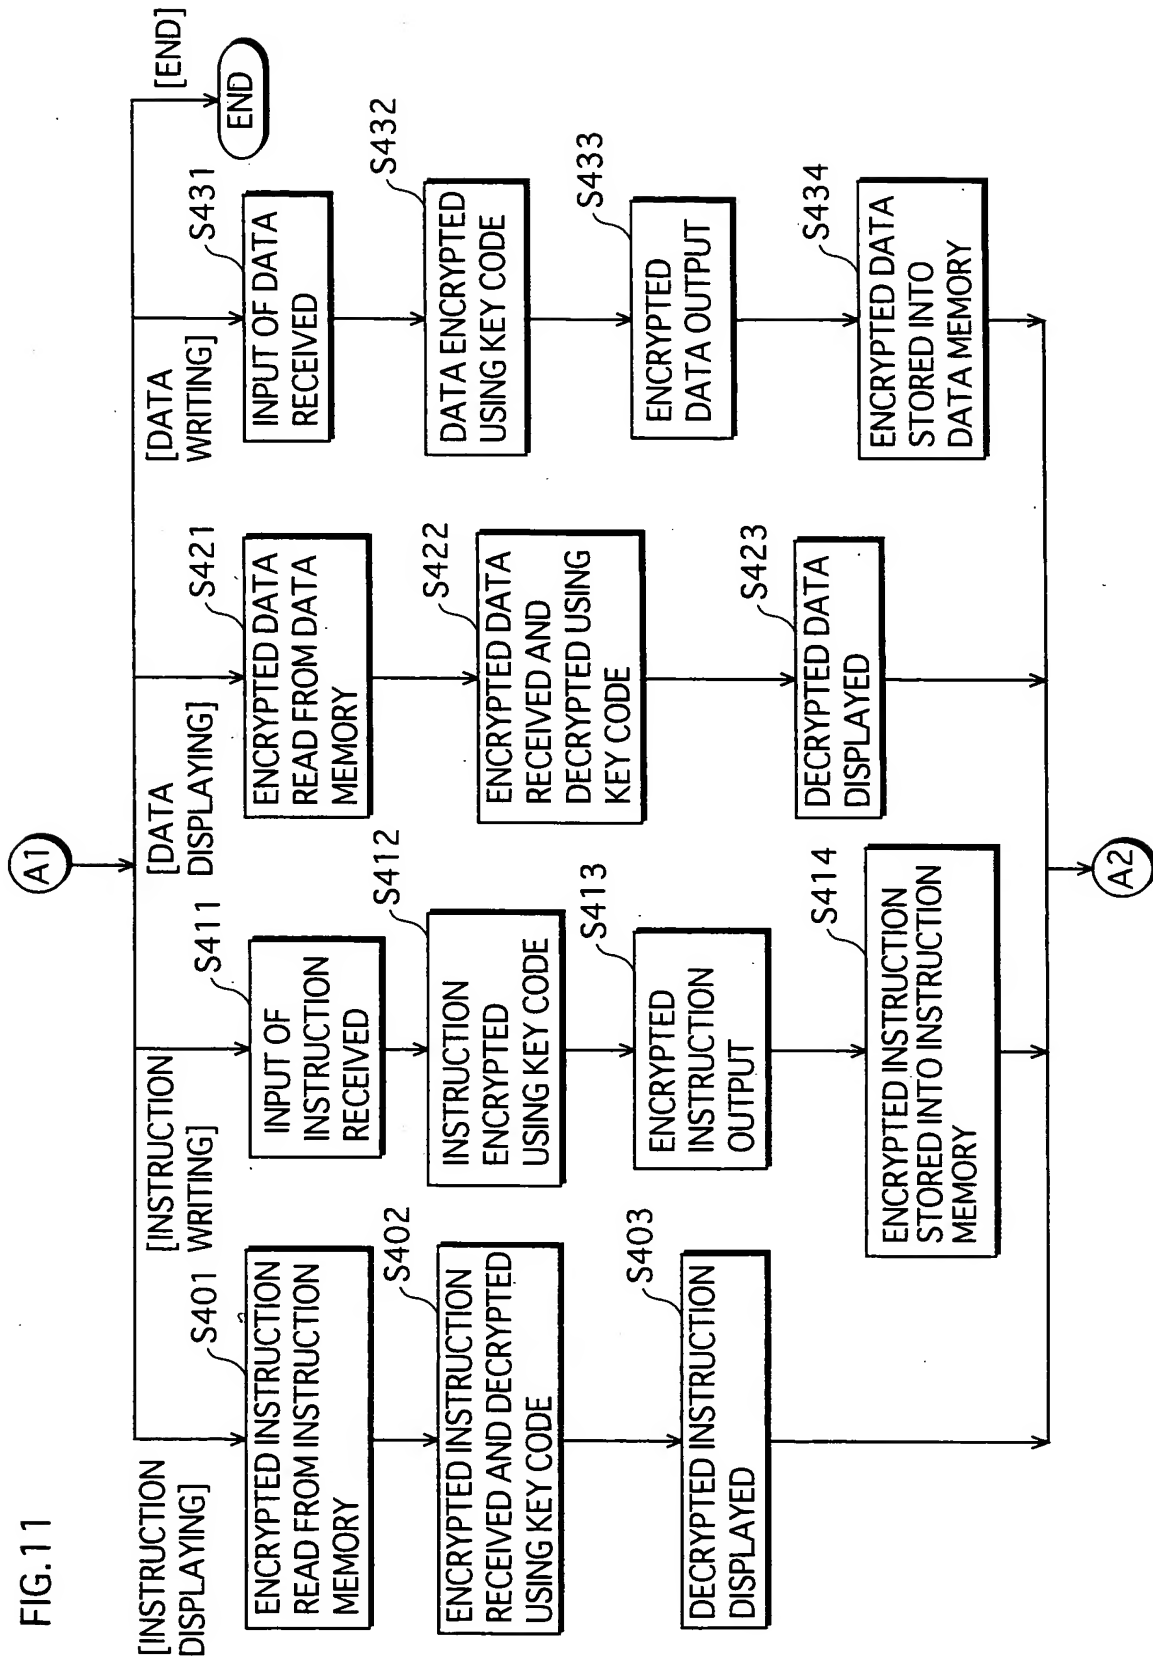 FIG.11
A1
[INSTRUCTION
DISPLAYING]
S401
ENCRYPTED INSTRUCTION
READ FROM INSTRUCTION
MEMORY
S402
ENCRYPTED INSTRUCTION
RECEIVED AND DECRYPTED
USING KEY CODE
S403
DECRYPTED INSTRUCTION
DISPLAYED
[INSTRUCTION
WRITING]
S411
INPUT OF
INSTRUCTION
RECEIVED
S412
INSTRUCTION
ENCRYPTED
USING KEY CODE
S413
ENCRYPTED
INSTRUCTION
OUTPUT
S414
ENCRYPTED INSTRUCTION
STORED INTO INSTRUCTION
MEMORY
[DATA
DISPLAYING]
S421
ENCRYPTED DATA
READ FROM DATA
MEMORY
S422
ENCRYPTED DATA
RECEIVED AND
DECRYPTED USING
KEY CODE
S423
DECRYPTED DATA
DISPLAYED
[DATA
WRITING]
S431
INPUT OF DATA
RECEIVED
S432
DATA ENCRYPTED
USING KEY CODE
S433
ENCRYPTED
DATA OUTPUT
S434
ENCRYPTED DATA
STORED INTO
DATA MEMORY
[END]
END
A2